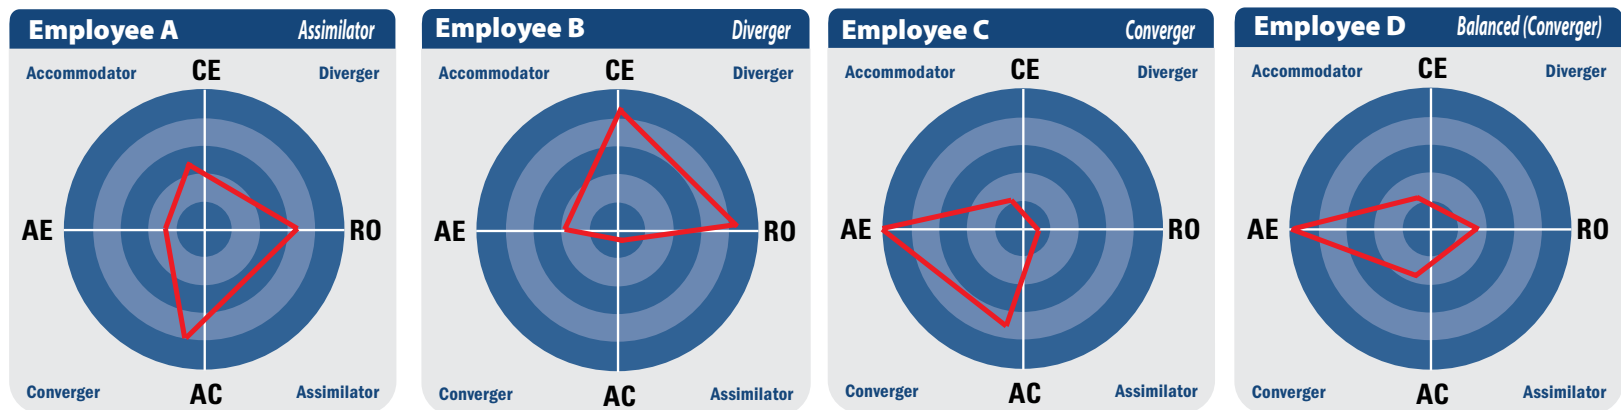 Employee A Assimilator
Accommodator CE Diverger
AE RO
Converger AC Assimilator
Employee B Diverger
Accommodator CE Diverger
AE RO
Converger AC Assimilator
Employee C Converger
Accommodator CE Diverger
AE RO
Converger AC Assimilator
Employee D Balanced (Converger)
Accommodator CE Diverger
AE RO
Converger AC Assimilator